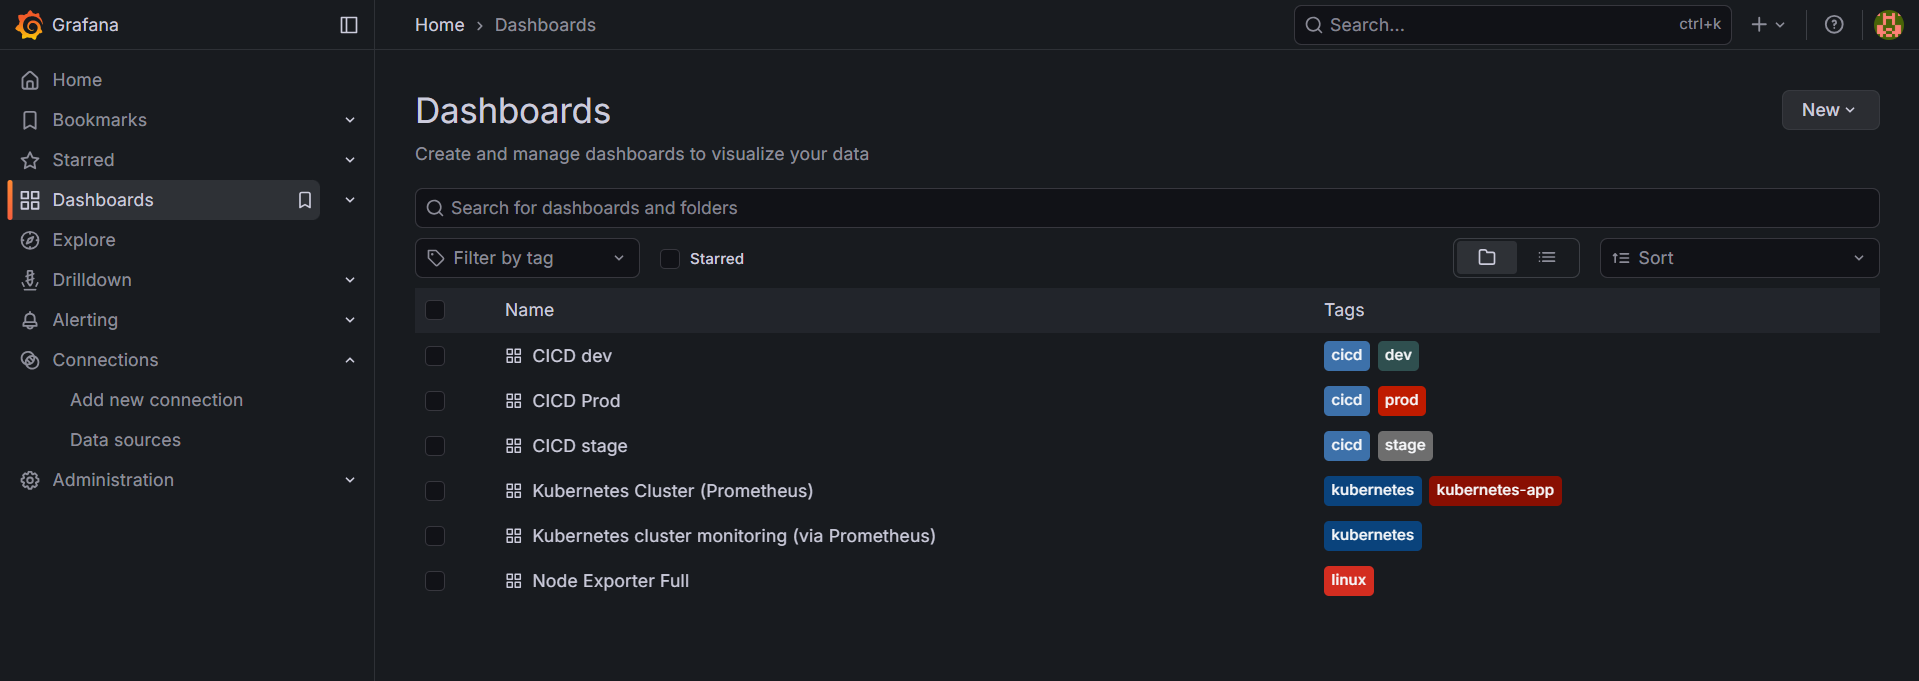 Grafana
Home › Dashboards
Search... ctrl+k
Home
Bookmarks
Starred
Dashboards
Explore
Drilldown
Alerting
Connections
Add new connection
Data sources
Administration
Dashboards
New
Create and manage dashboards to visualize your data
Search for dashboards and folders
Filter by tag Starred Sort
Name Tags
CICD dev cicd dev
CICD Prod cicd prod
CICD stage cicd stage
Kubernetes Cluster (Prometheus) kubernetes kubernetes-app
Kubernetes cluster monitoring (via Prometheus) kubernetes
Node Exporter Full linux